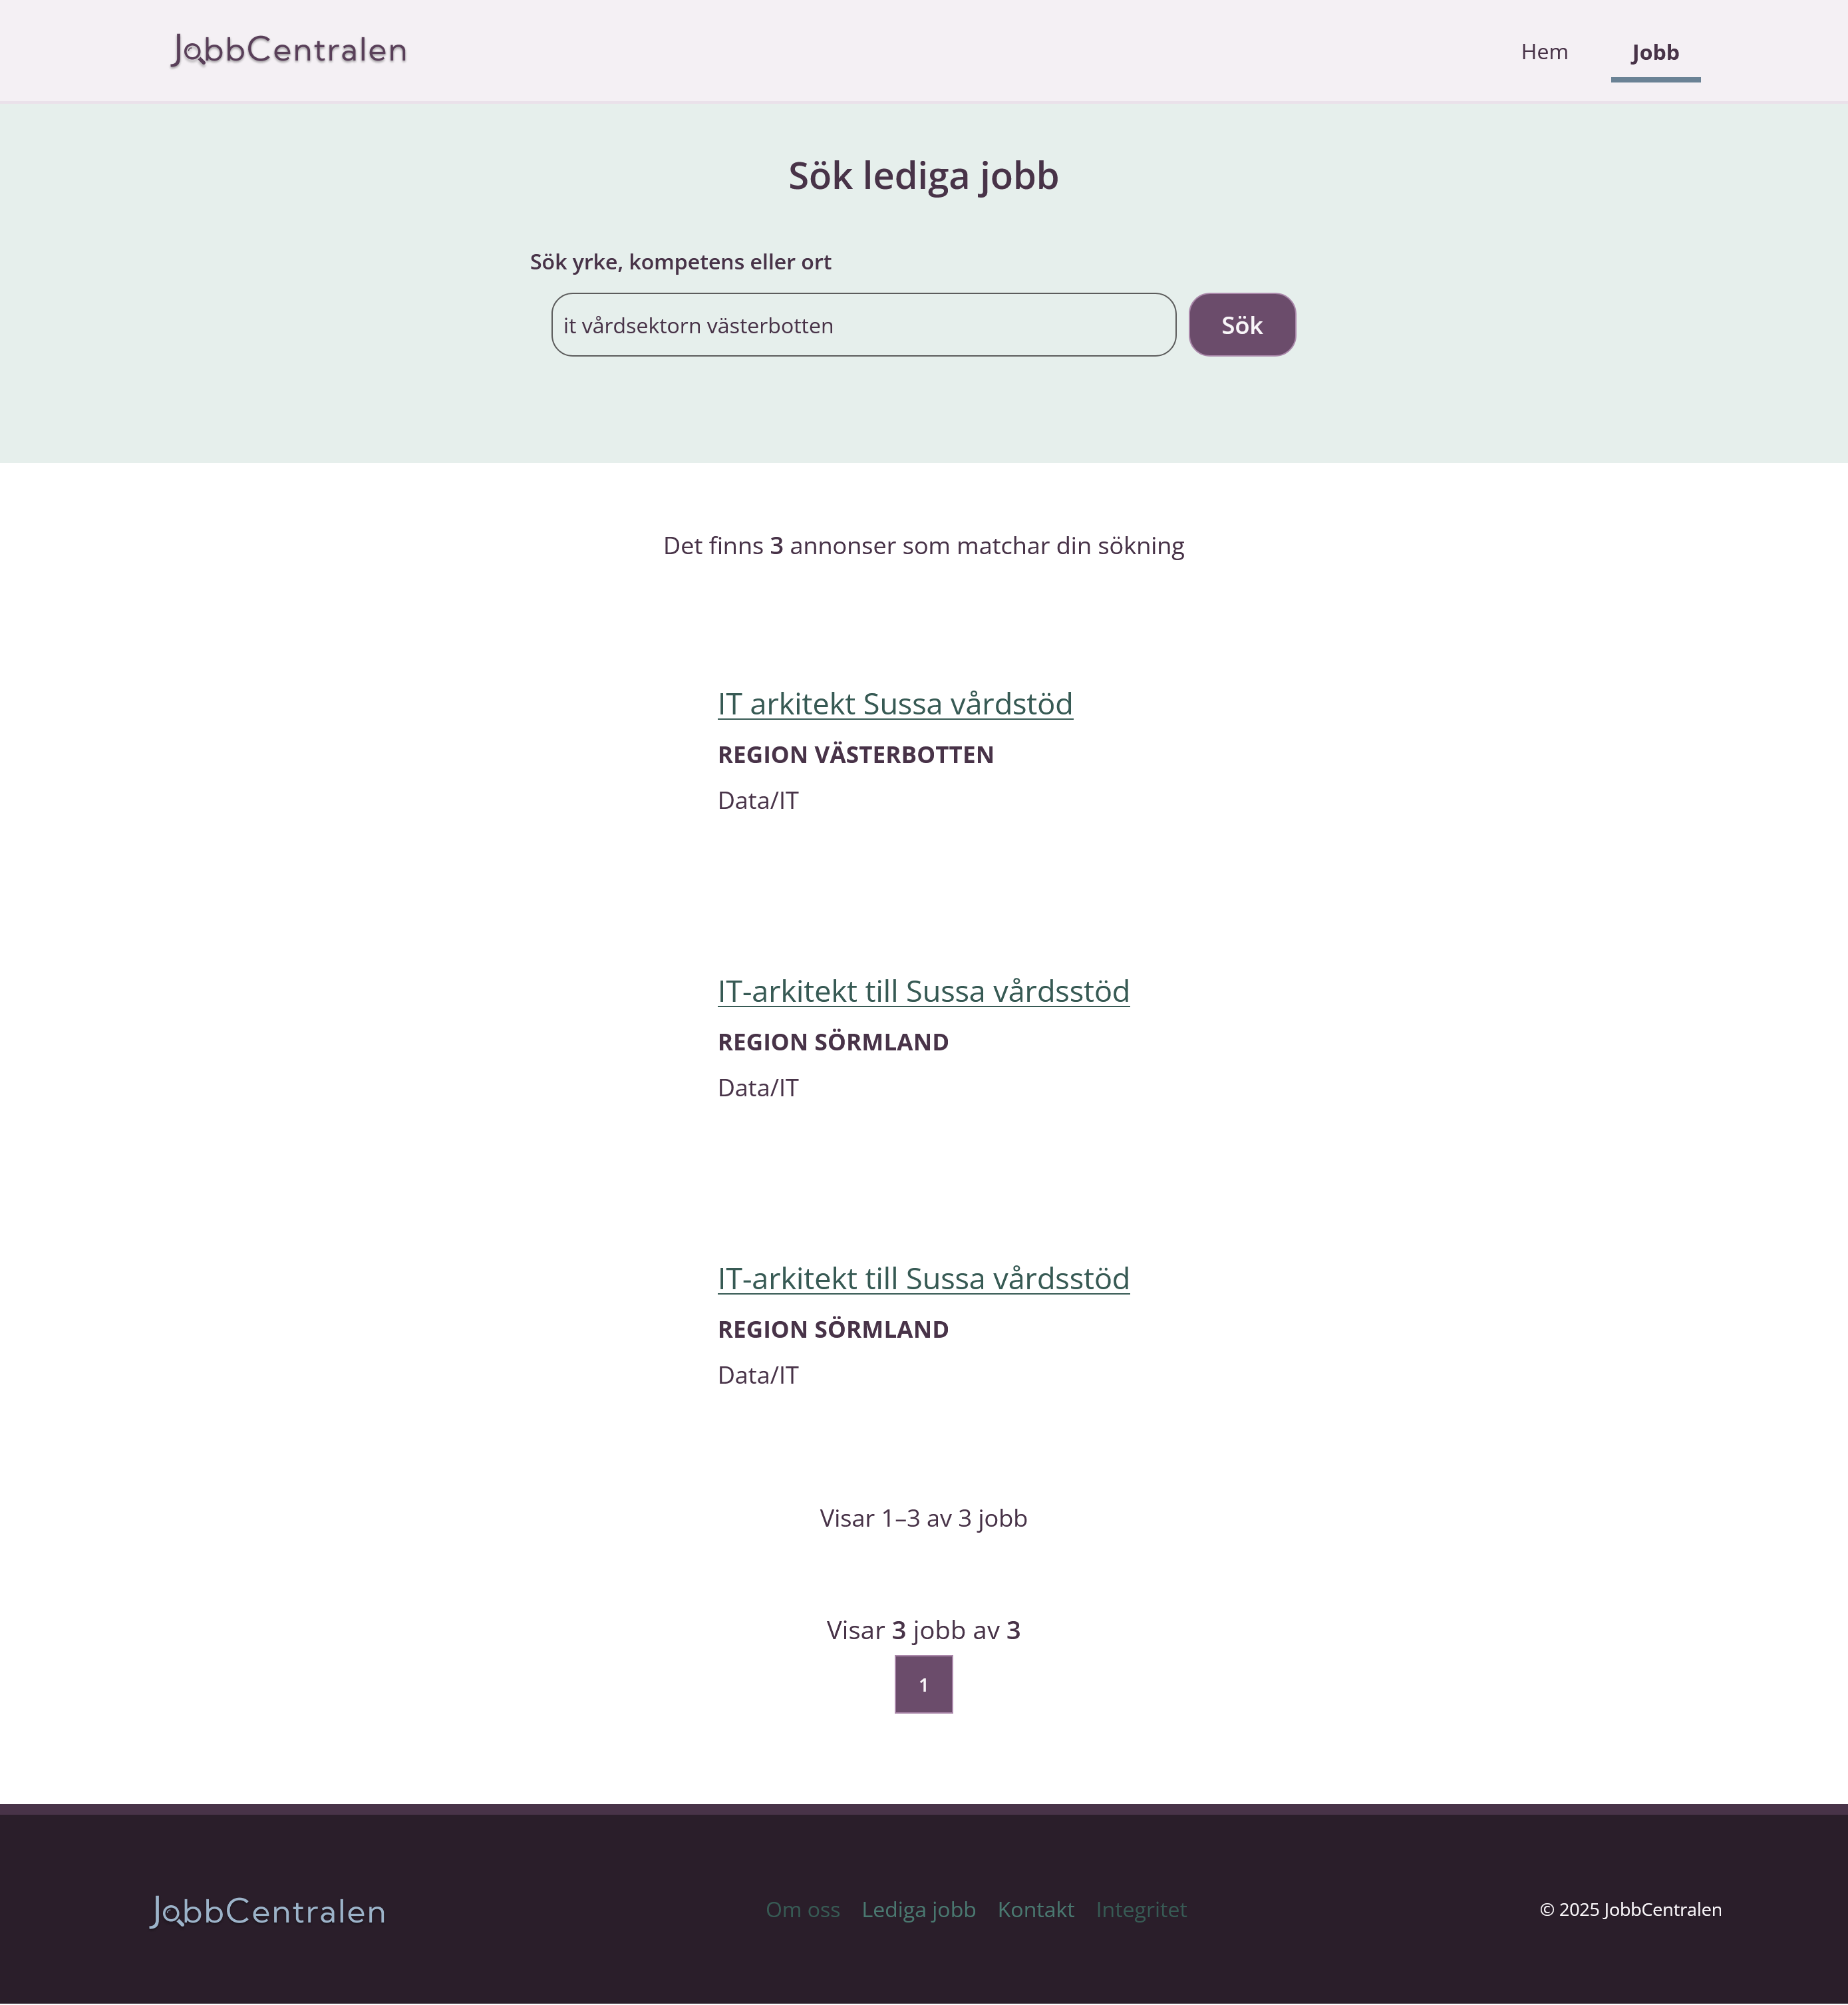 JobbCentralen
Hem
Jobb
Sök lediga jobb
Sök yrke, kompetens eller ort
it vårdsektorn västerbotten
Sök
Det finns 3 annonser som matchar din sökning
IT arkitekt Sussa vårdstöd
REGION VÄSTERBOTTEN
Data/IT
IT-arkitekt till Sussa vårdsstöd
REGION SÖRMLAND
Data/IT
IT-arkitekt till Sussa vårdsstöd
REGION SÖRMLAND
Data/IT
Visar 1–3 av 3 jobb
Visar 3 jobb av 3
1
JobbCentralen
Om oss Lediga jobb Kontakt Integritet
© 2025 JobbCentralen